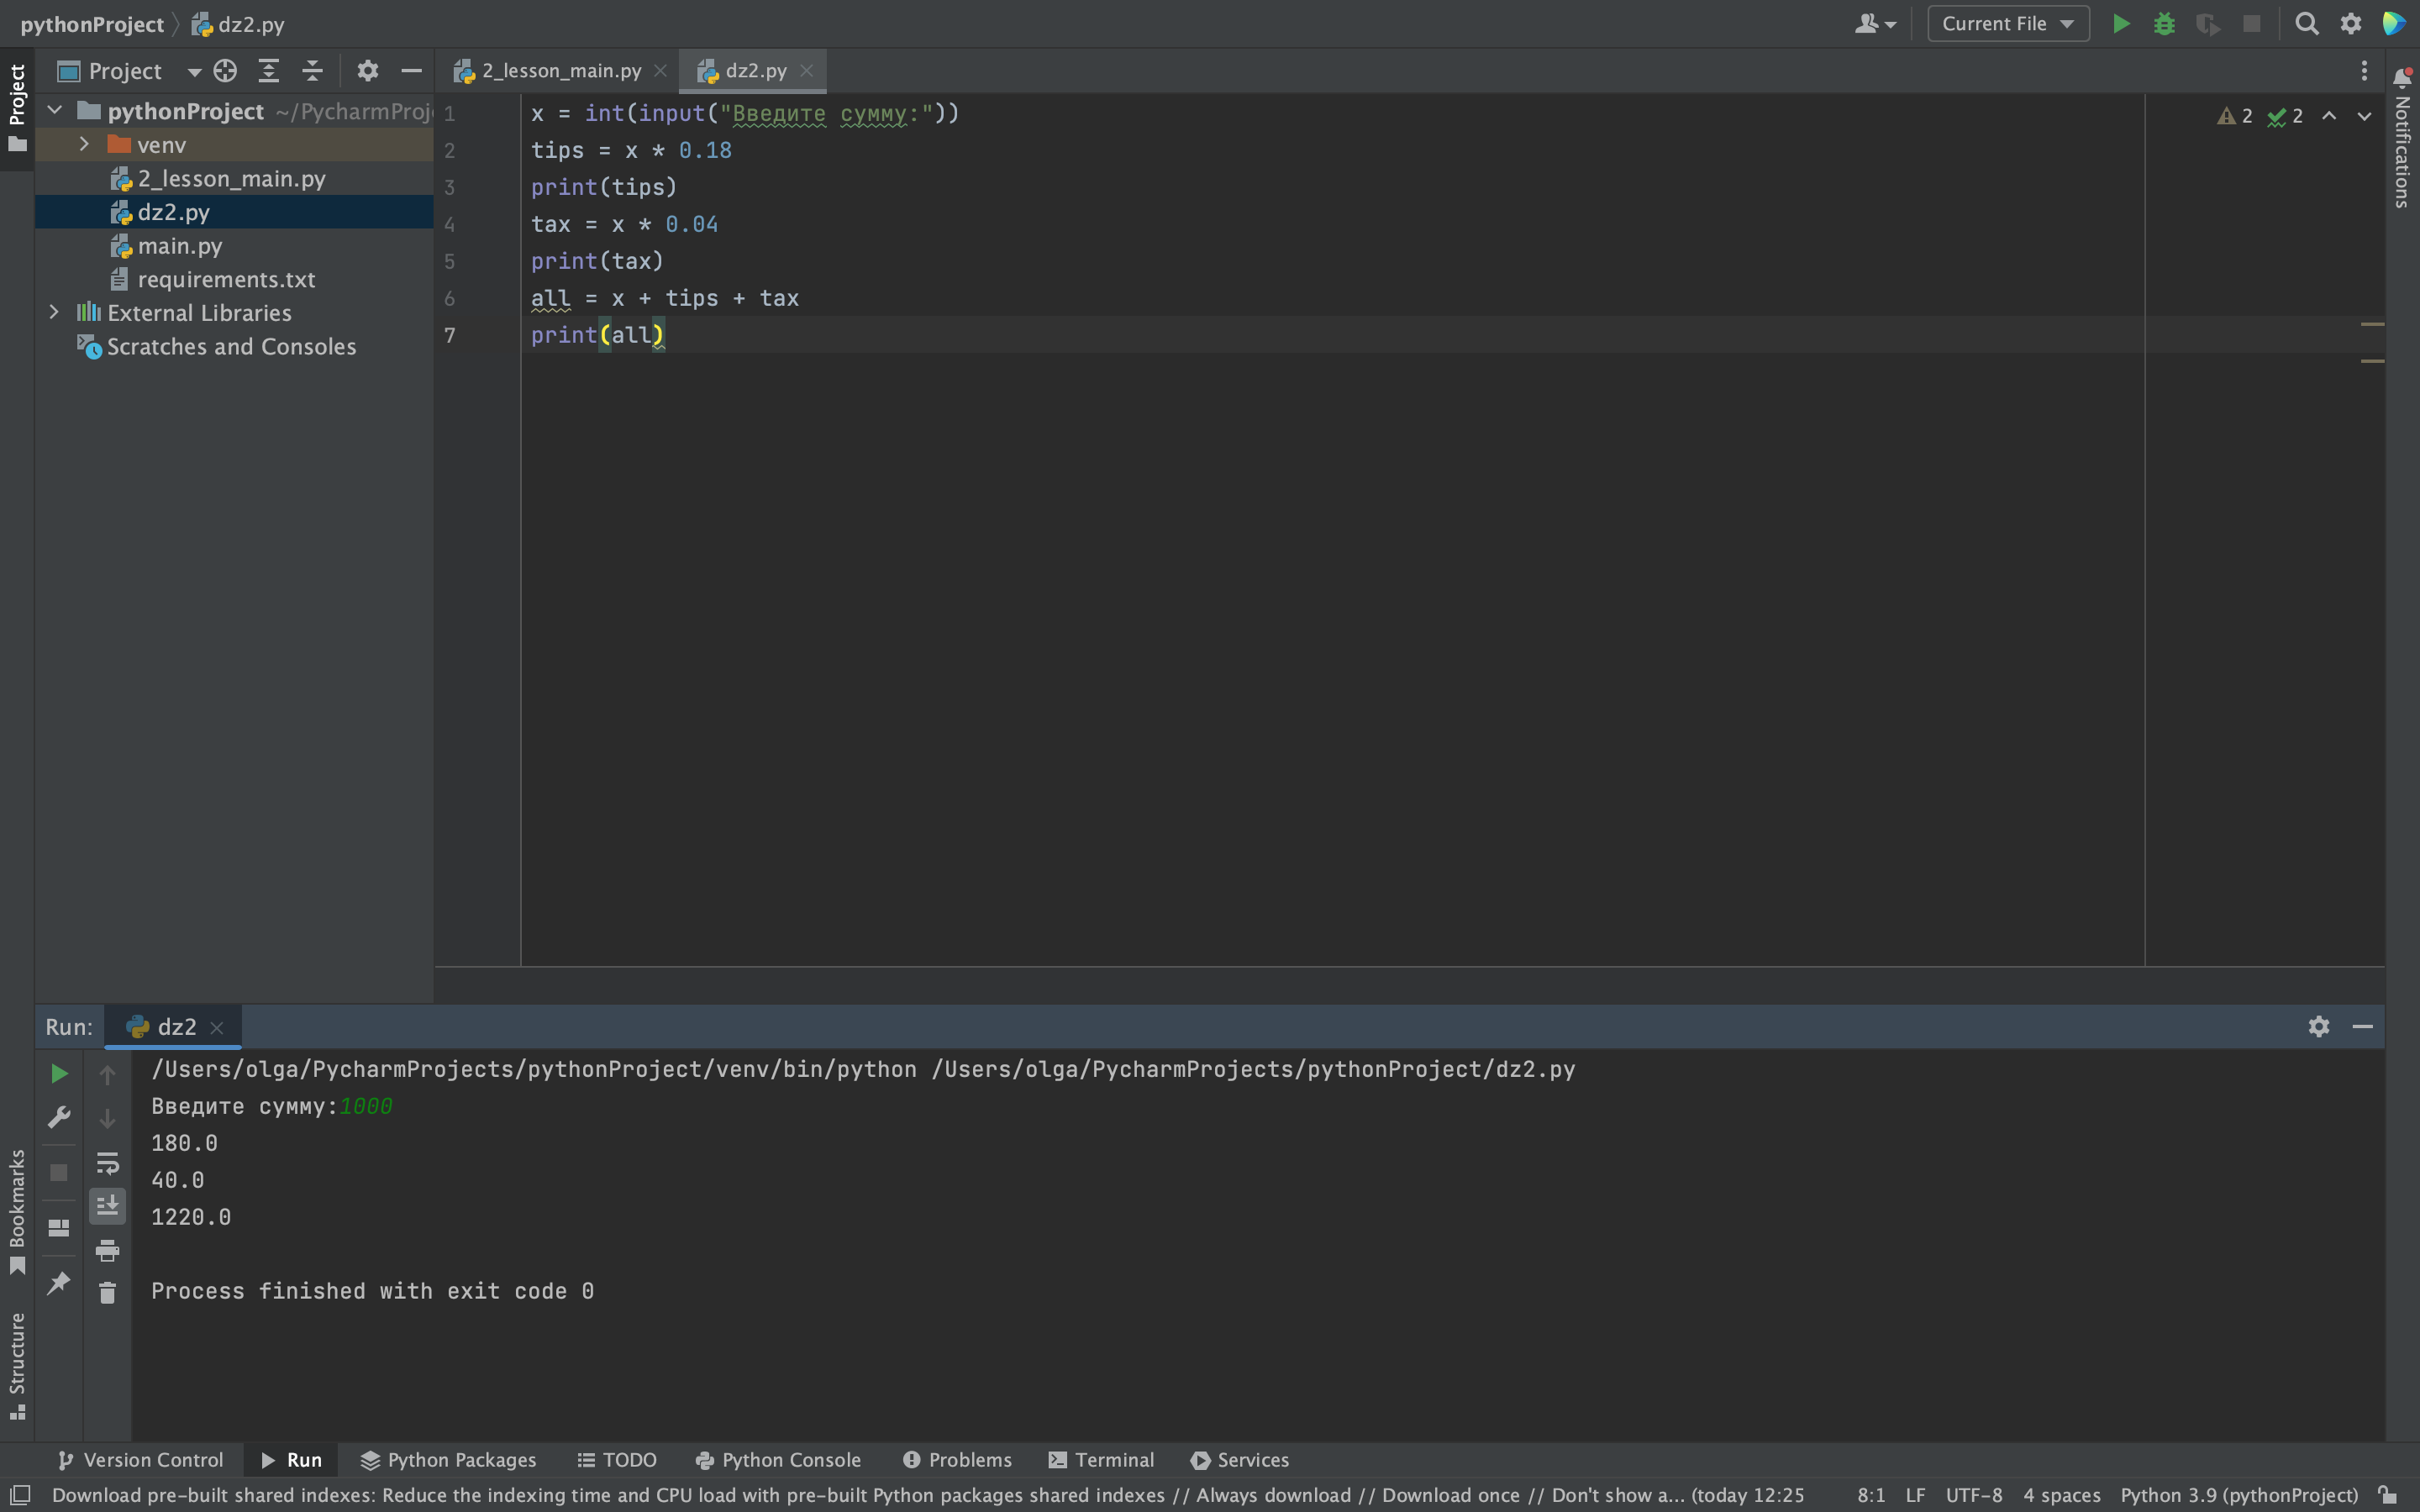 pythonProject dz2.py
Current File
Project
Project
2_lesson_main.py
dz2.py
Notifications
pythonProject ~/PycharmProj
venv
2_lesson_main.py
dz2.py
main.py
requirements.txt
External Libraries
Scratches and Consoles
1 x = int(input("Введите сумму:"))
2 tips = x * 0.18
3 print(tips)
4 tax = x * 0.04
5 print(tax)
6 all = x + tips + tax
7 print(all)
2 2
Run: dz2
/Users/olga/PycharmProjects/pythonProject/venv/bin/python /Users/olga/PycharmProjects/pythonProject/dz2.py
Введите сумму:1000
180.0
40.0
1220.0
Process finished with exit code 0
Bookmarks
Structure
Version Control Run Python Packages TODO Python Console Problems Terminal Services
Download pre-built shared indexes: Reduce the indexing time and CPU load with pre-built Python packages shared indexes // Always download // Download once // Don't show a... (today 12:25 8:1 LF UTF-8 4 spaces Python 3.9 (pythonProject)